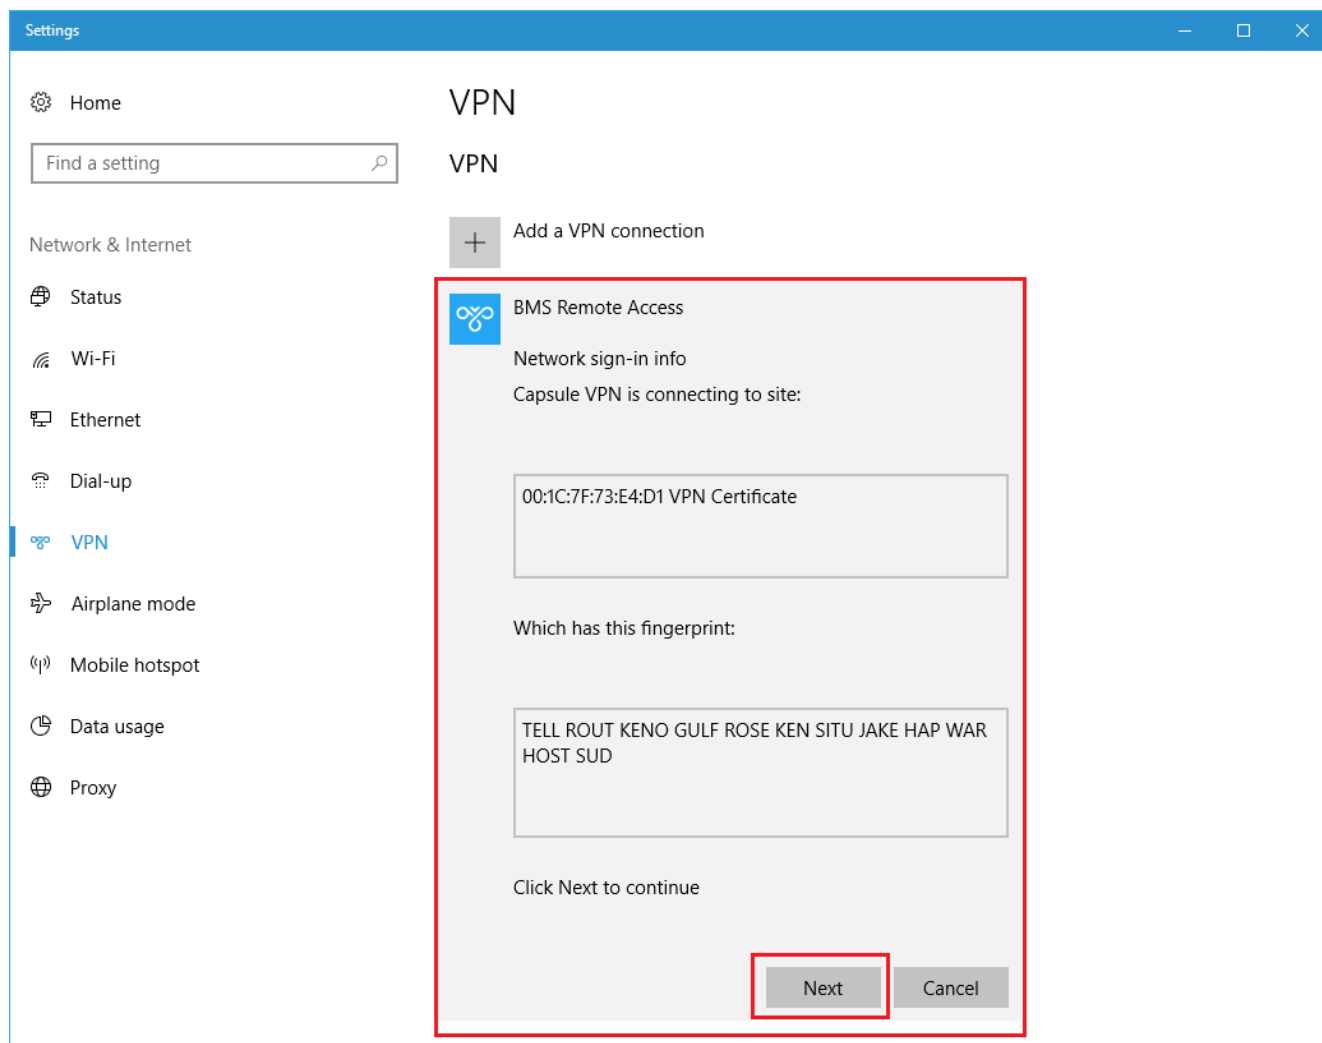 Settings
Home
Find a setting
Network & Internet
Status
Wi-Fi
Ethernet
Dial-up
VPN
Airplane mode
Mobile hotspot
Data usage
Proxy
VPN
VPN
Add a VPN connection
BMS Remote Access
Network sign-in info
Capsule VPN is connecting to site:
00:1C:7F:73:E4:D1 VPN Certificate
Which has this fingerprint:
TELL ROUT KENO GULF ROSE KEN SITU JAKE HAP WAR
HOST SUD
Click Next to continue
Next
Cancel